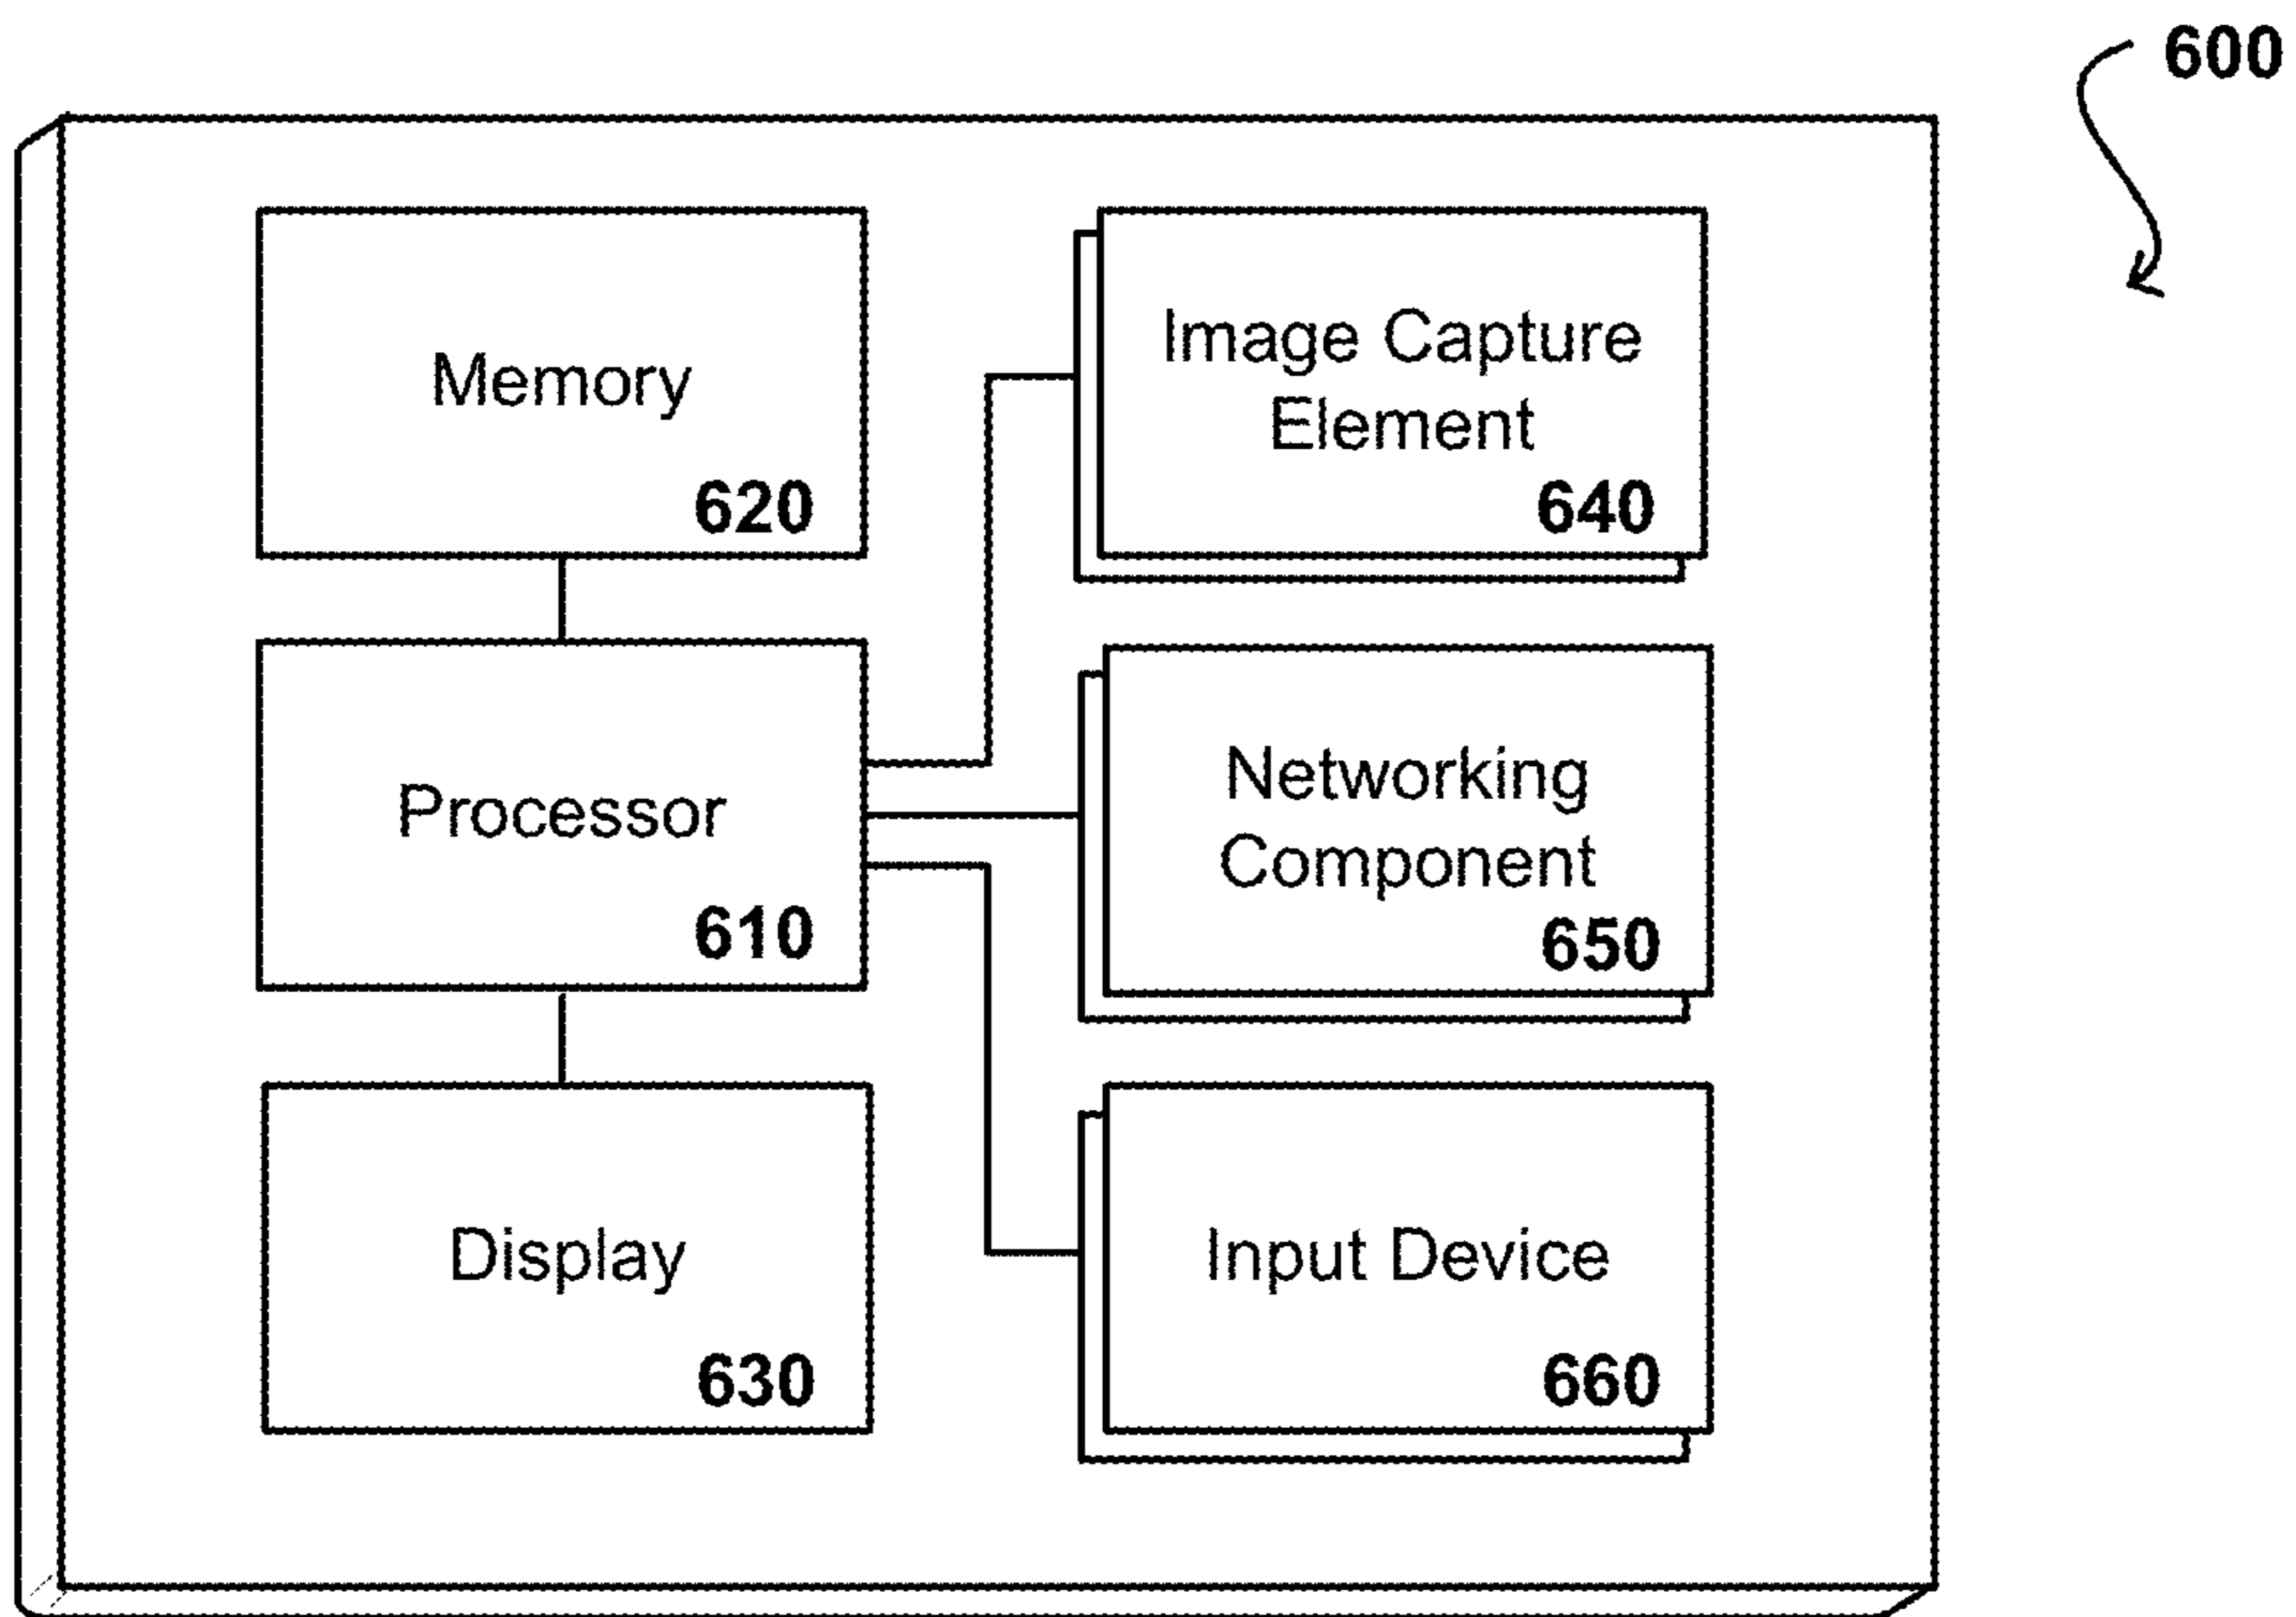 600
Memory
620
Image Capture
Element
640
Processor
610
Networking
Component
650
Display
630
Input Device
660